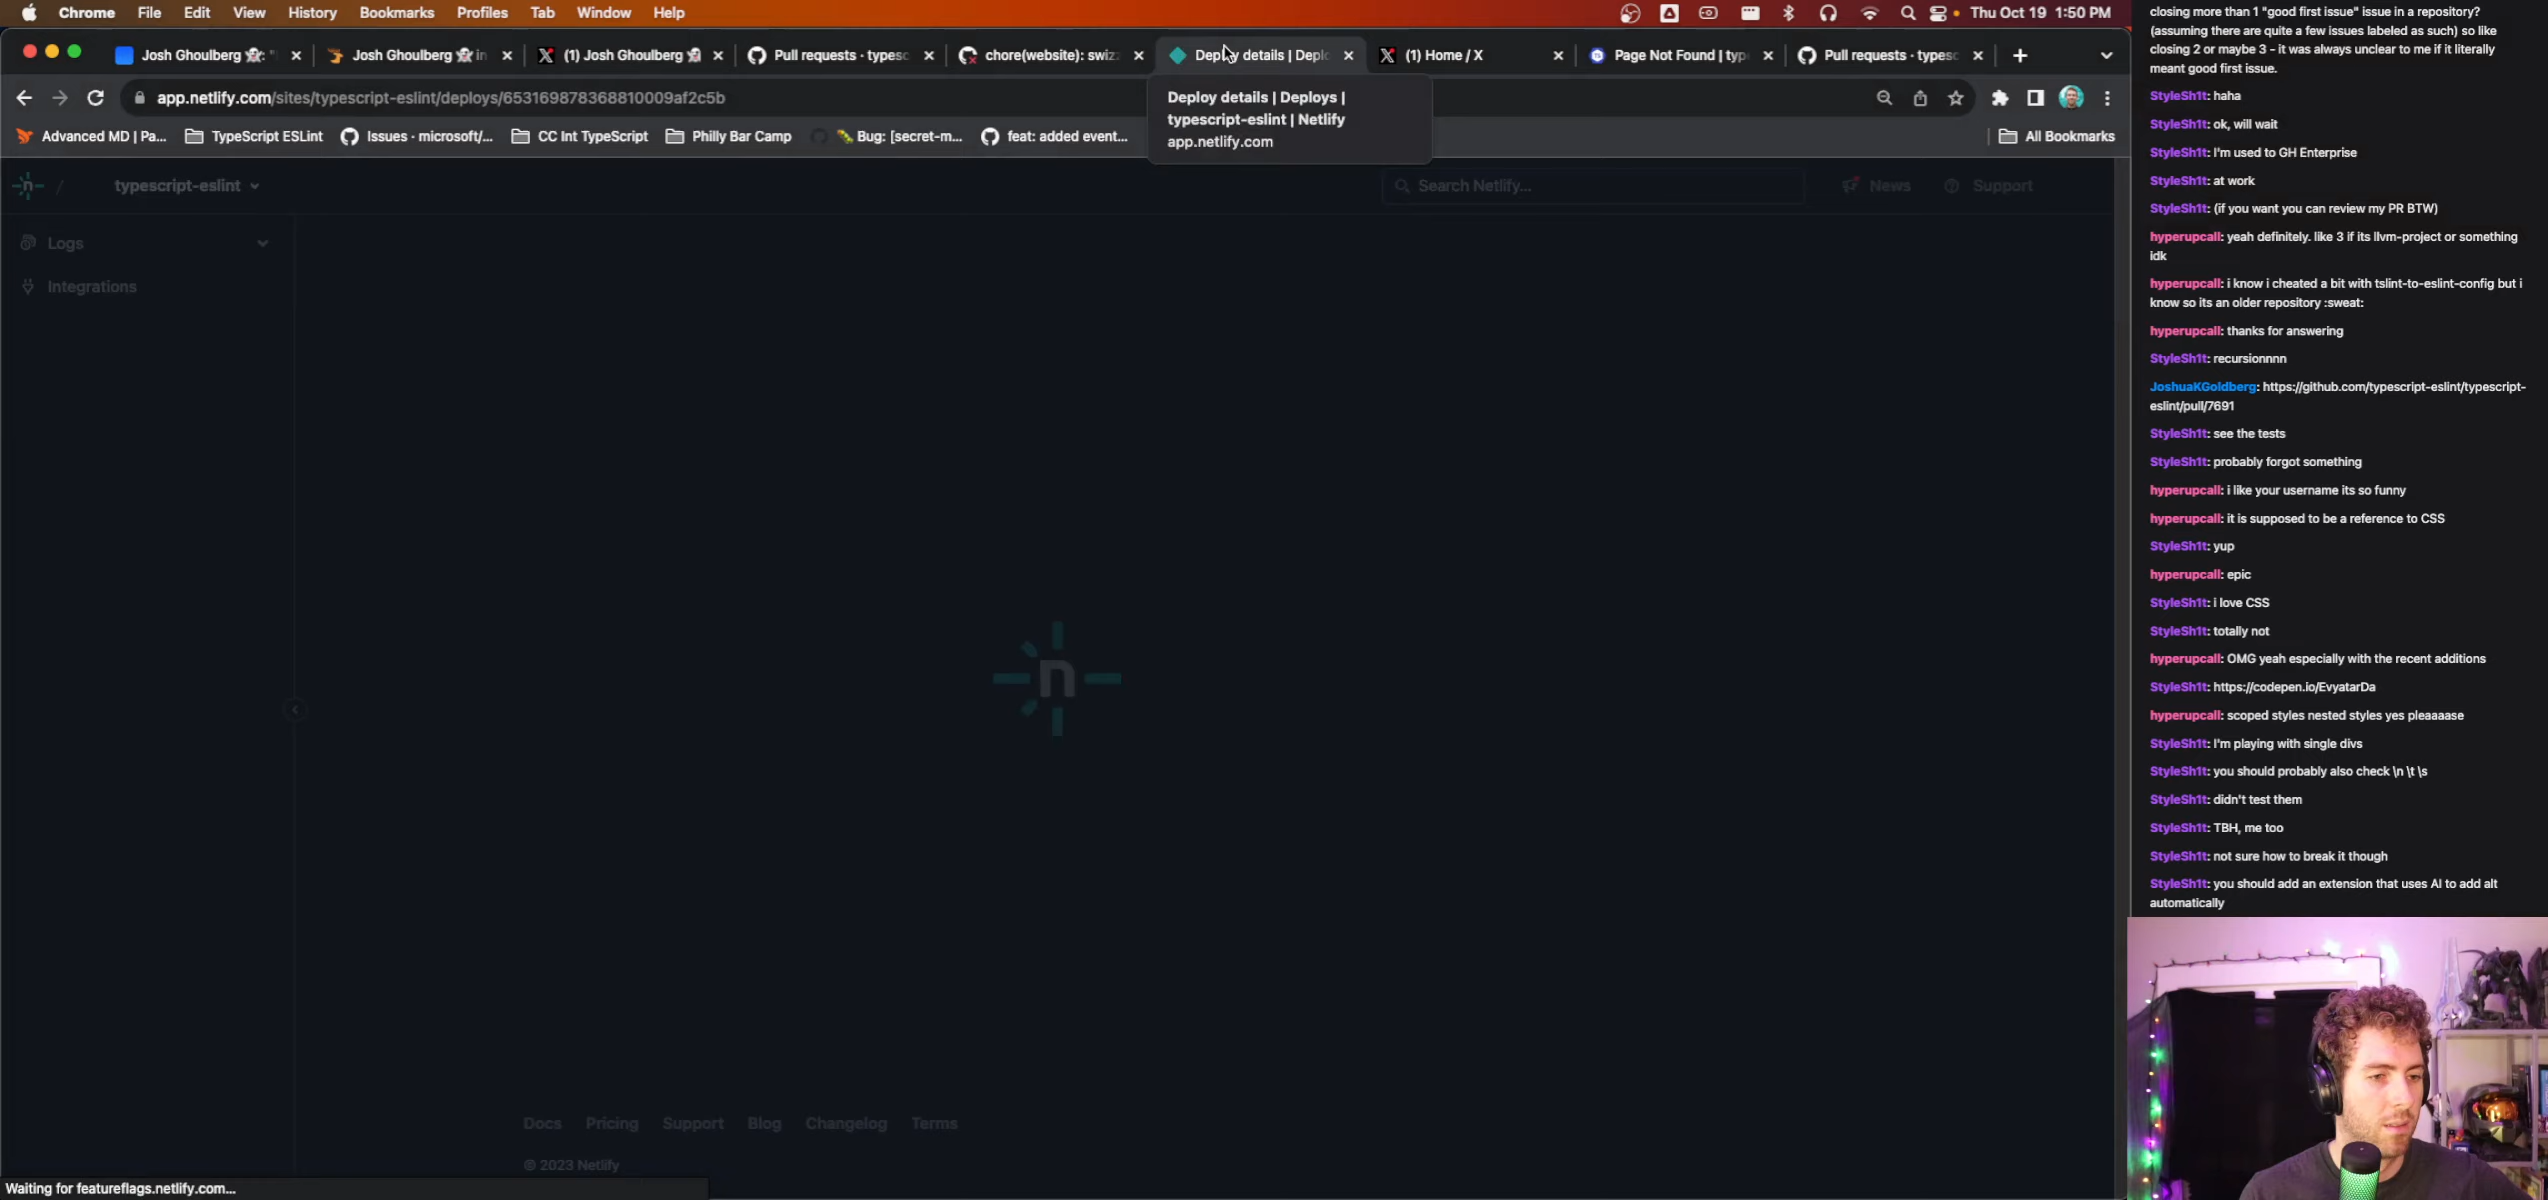 Chrome File Edit View History Bookmarks Profiles Tab Window Help Thu Oct 19 1:50 PM
Josh Ghoulberg 👻: " Josh Ghoulberg 👻 in (1) Josh Ghoulberg 👻 Pull requests · typesc chore(website): swiz Deploy details | Deplo (1) Home / X Page Not Found | typ Pull requests · typesc
app.netlify.com/sites/typescript-eslint/deploys/653169878368810009af2c5b
Advanced MD | Pa... TypeScript ESLint Issues · microsoft/... CC Int TypeScript Philly Bar Camp 🐛 Bug: [secret-m... feat: added event... All Bookmarks
Deploy details | Deploys |
typescript-eslint | Netlify
app.netlify.com
n / typescript-eslint Search Netlify... News Support
Logs
Integrations
n
Docs Pricing Support Blog Changelog Terms
© 2023 Netlify
Waiting for featureflags.netlify.com...
closing more than 1 "good first issue" issue in a repository?
(assuming there are quite a few issues labeled as such) so like
closing 2 or maybe 3 - it was always unclear to me if it literally
meant good first issue.
StyleSh1t: haha
StyleSh1t: ok, will wait
StyleSh1t: I'm used to GH Enterprise
StyleSh1t: at work
StyleSh1t: (if you want you can review my PR BTW)
hyperupcall: yeah definitely. like 3 if its llvm-project or something
idk
hyperupcall: i know i cheated a bit with tslint-to-eslint-config but i
know so its an older repository :sweat:
hyperupcall: thanks for answering
StyleSh1t: recursionnnn
JoshuaKGoldberg: https://github.com/typescript-eslint/typescript-
eslint/pull/7691
StyleSh1t: see the tests
StyleSh1t: probably forgot something
hyperupcall: i like your username its so funny
hyperupcall: it is supposed to be a reference to CSS
StyleSh1t: yup
hyperupcall: epic
StyleSh1t: i love CSS
StyleSh1t: totally not
hyperupcall: OMG yeah especially with the recent additions
StyleSh1t: https://codepen.io/EvyatarDa
hyperupcall: scoped styles nested styles yes pleaaaase
StyleSh1t: I'm playing with single divs
StyleSh1t: you should probably also check \n \t \s
StyleSh1t: didn't test them
StyleSh1t: TBH, me too
StyleSh1t: not sure how to break it though
StyleSh1t: you should add an extension that uses AI to add alt
automatically